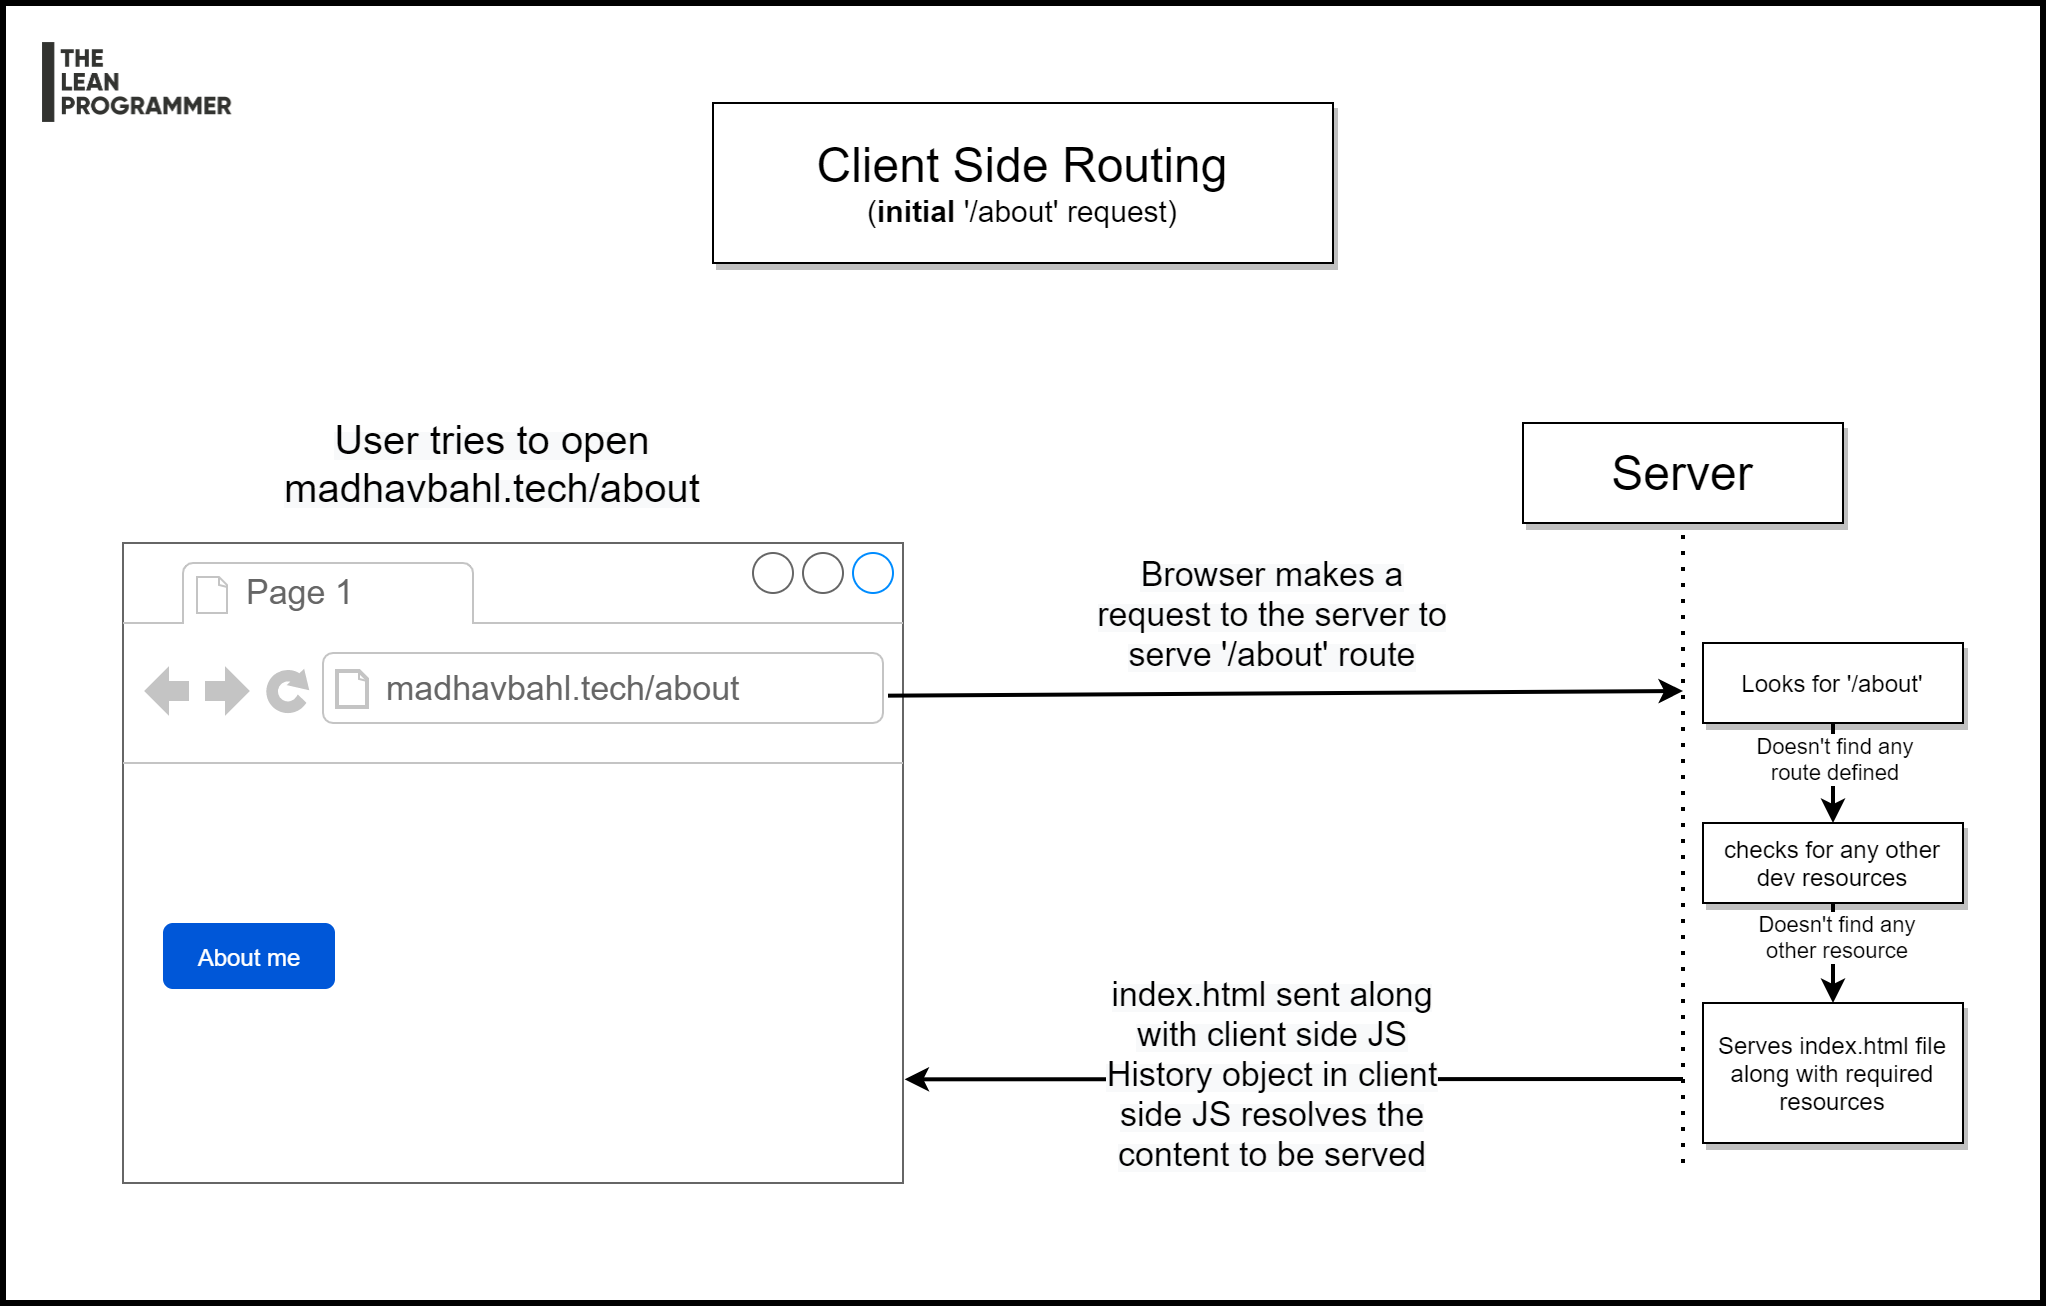 THE
LEAN
PROGRAMMER
Client Side Routing
(initial '/about' request)
User tries to open
madhavbahl.tech/about
Page 1
madhavbahl.tech/about
About me
Browser makes a
request to the server to
serve '/about' route
index.html sent along
with client side JS
History object in client
side JS resolves the
content to be served
Server
Looks for '/about'
Doesn't find any
route defined
checks for any other
dev resources
Doesn't find any
other resource
Serves index.html file
along with required
resources